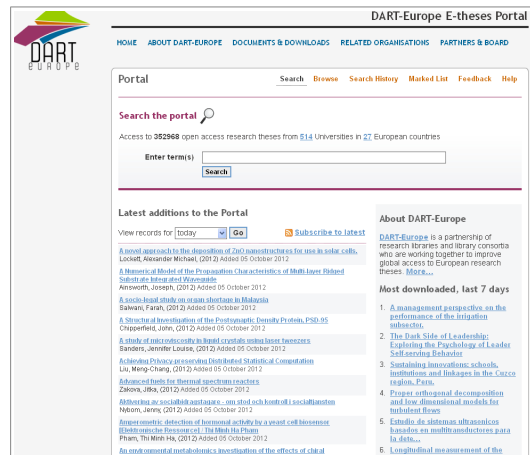 DART-Europe E-theses Portal
DART
EUROPE
HOME ABOUT DART-EUROPE DOCUMENTS & DOWNLOADS RELATED ORGANISATIONS PARTNERS & BOARD
Portal
Search Browse Search History Marked List Feedback Help
Search the portal
Access to 352968 open access research theses from 514 Universities in 27 European countries
Enter term(s)
Search
Latest additions to the Portal
View records for today Go Subscribe to latest
A novel approach to the deposition of ZnO nanostructures for use in solar cells.
Lockett, Alexander Michael, (2012) Added 05 October 2012
A Numerical Model of the Propagation Characteristics of Multi-layer Ridged
Substrate Integrated Waveguide
Ainsworth, Joseph, (2012) Added 05 October 2012
A socio-legal study on organ shortage in Malaysia
Salwani, Farah, (2012) Added 05 October 2012
A Structural Investigation of the Postsynaptic Density Protein, PSD-95
Chipperfield, John, (2012) Added 05 October 2012
A study of microviscosity in liquid crystals using laser tweezers
Sanders, Jennifer Louise, (2012) Added 05 October 2012
Achieving Privacy-preserving Distributed Statistical Computation
Liu, Meng-Chang, (2012) Added 05 October 2012
Advanced fuels for thermal spectrum reactors
Zakova, Jitka, (2012) Added 05 October 2012
Aktivering av socialbidragstagare - om stod och kontroll i socialtjansten
Nybom, Jenny, (2012) Added 05 October 2012
Amperometric detection of hormonal activity by a yeast cell biosensor
[Elektronische Ressource] / Thi Minh Ha Pham
Pham, Thi Minh Ha, (2012) Added 05 October 2012
An environmental metabolomics investigation of the effects of chiral
About DART-Europe
DART-Europe is a partnership of
research libraries and library consortia
who are working together to improve
global access to European research
theses. More...
Most downloaded, last 7 days
1. A management perspective on the
performance of the irrigation
subsector.
2. The Dark Side of Leadership:
Exploring the Psychology of Leader
Self-serving Behavior
3. Sustaining innovations: schools,
institutions and linkages in the Cuzco
region, Peru.
4. Proper orthogonal decomposition
and low dimensional models for
turbulent flows
5. Estudio de sistemas ultrasonicos
basados en multitransductores para
la dete...
6. Longitudinal measurement of the